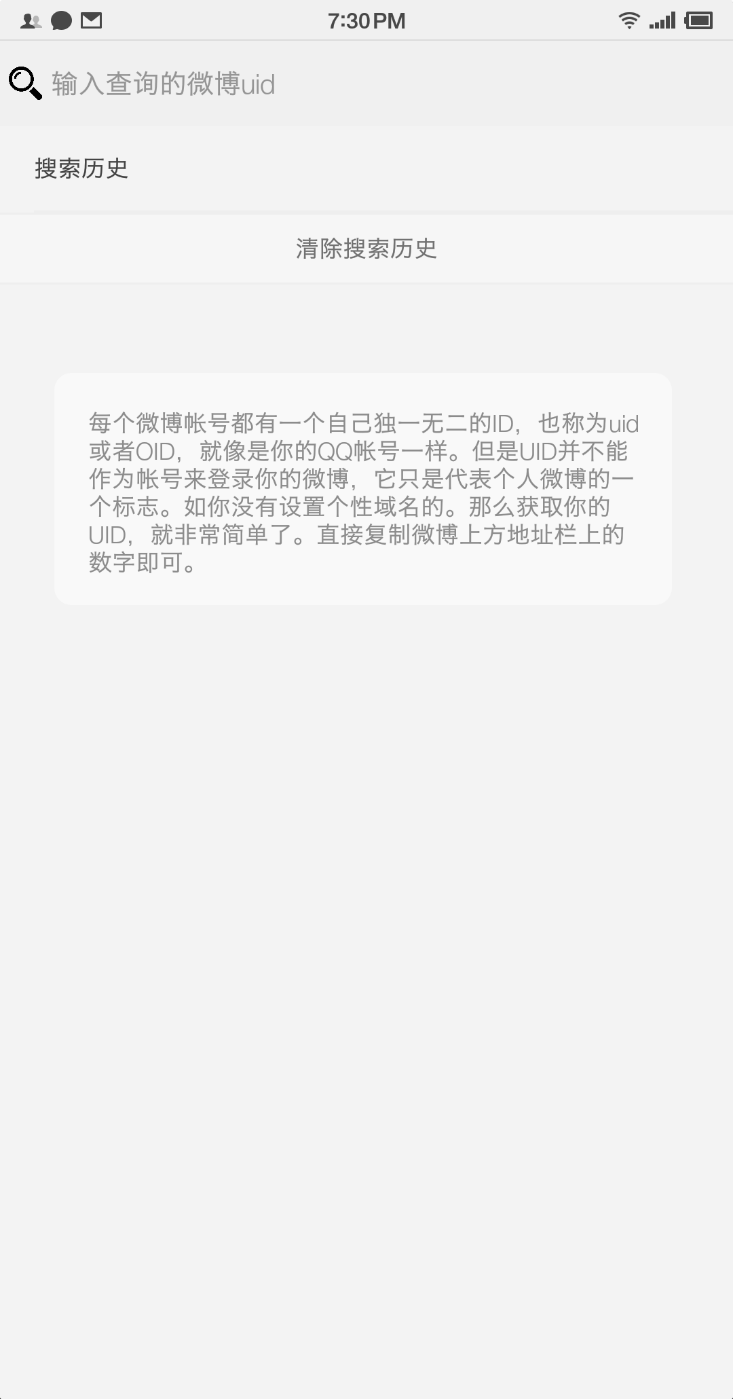 7:30 PM
输入查询的微博uid
搜索历史
清除搜索历史
每个微博帐号都有一个自己独一无二的ID，也称为uid
或者OID，就像是你的QQ帐号一样。但是UID并不能
作为帐号来登录你的微博，它只是代表个人微博的一
个标志。如你没有设置个性域名的。那么获取你的
UID，就非常简单了。直接复制微博上方地址栏上的
数字即可。